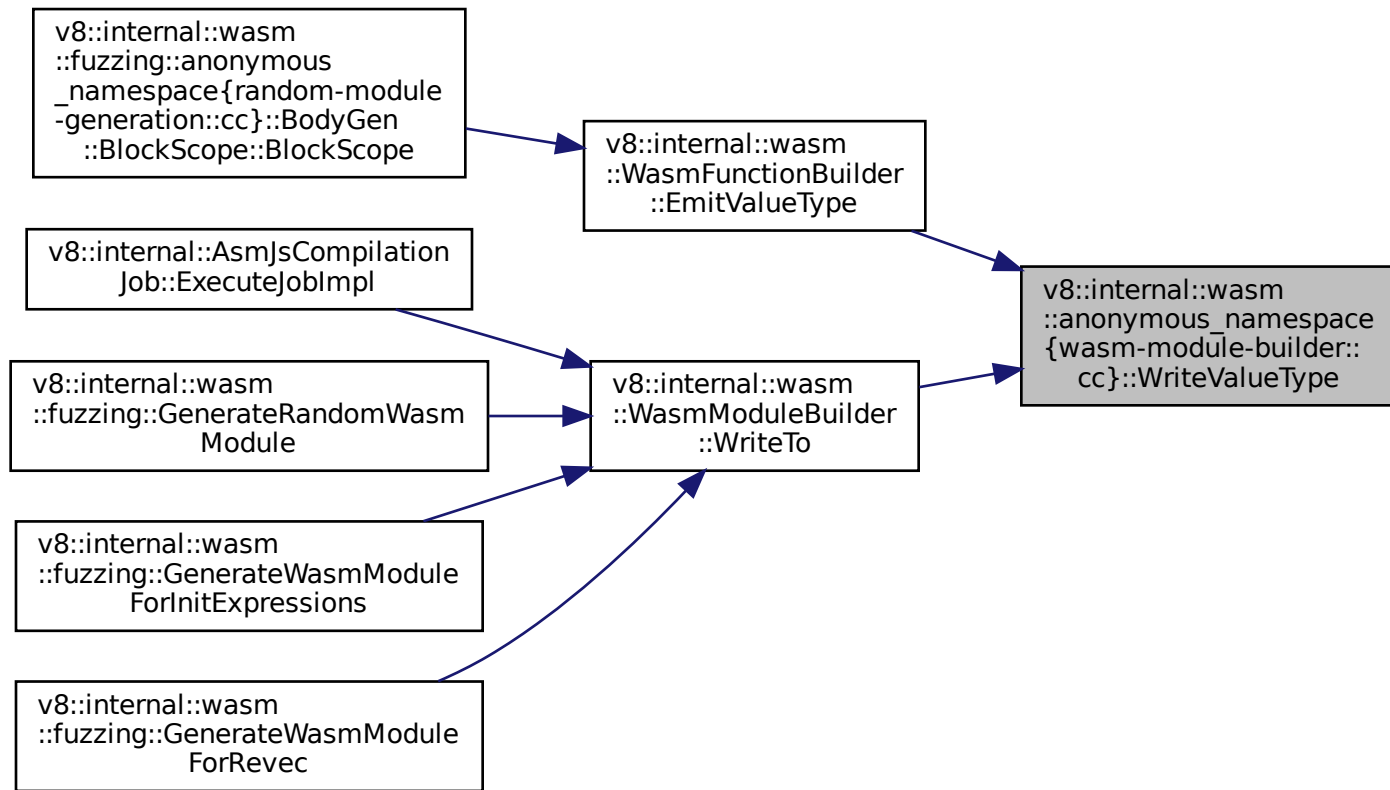 v8::internal::wasm
::fuzzing::anonymous
_namespace{random-module
-generation::cc}::BodyGen
::BlockScope::BlockScope
v8::internal::wasm
::WasmFunctionBuilder
::EmitValueType
v8::internal::AsmJsCompilation
Job::ExecuteJobImpl
v8::internal::wasm
::anonymous_namespace
{wasm-module-builder::
cc}::WriteValueType
v8::internal::wasm
::fuzzing::GenerateRandomWasm
Module
v8::internal::wasm
::WasmModuleBuilder
::WriteTo
v8::internal::wasm
::fuzzing::GenerateWasmModule
ForInitExpressions
v8::internal::wasm
::fuzzing::GenerateWasmModule
ForRevec